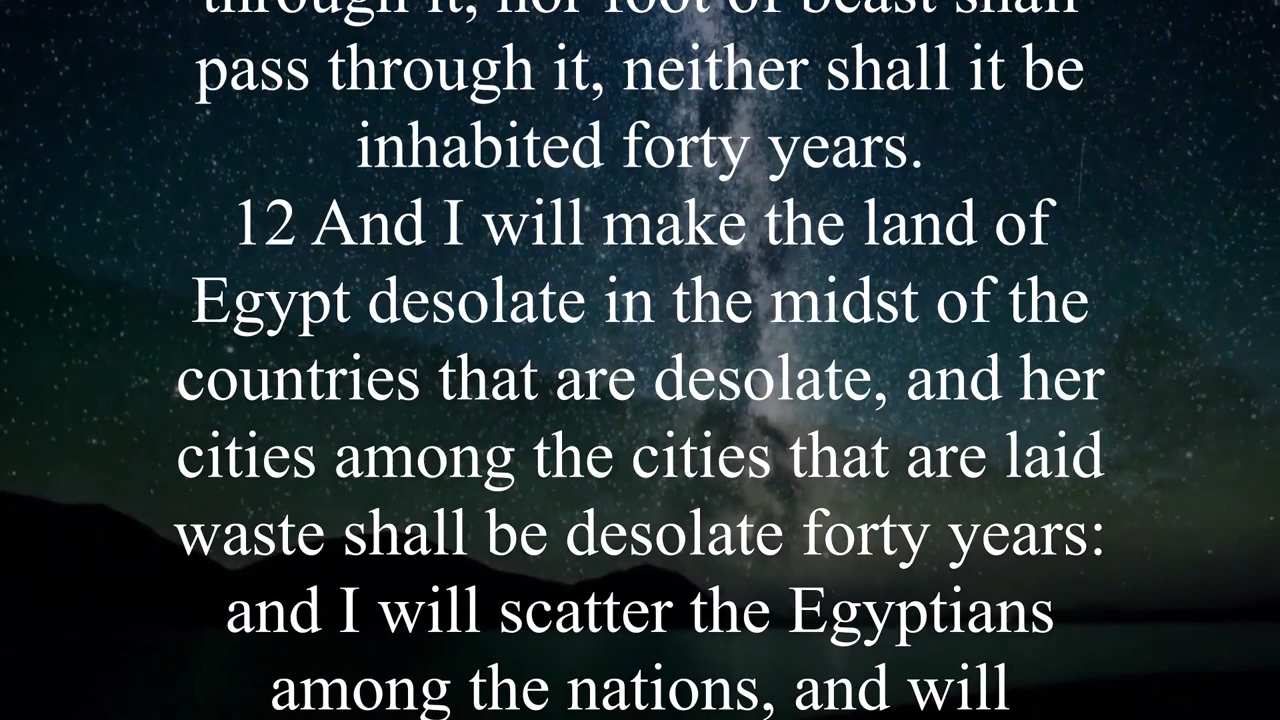 through it, nor foot of beast shall
pass through it, neither shall it be
inhabited forty years.
12 And I will make the land of
Egypt desolate in the midst of the
countries that are desolate, and her
cities among the cities that are laid
waste shall be desolate forty years:
and I will scatter the Egyptians
among the nations, and will